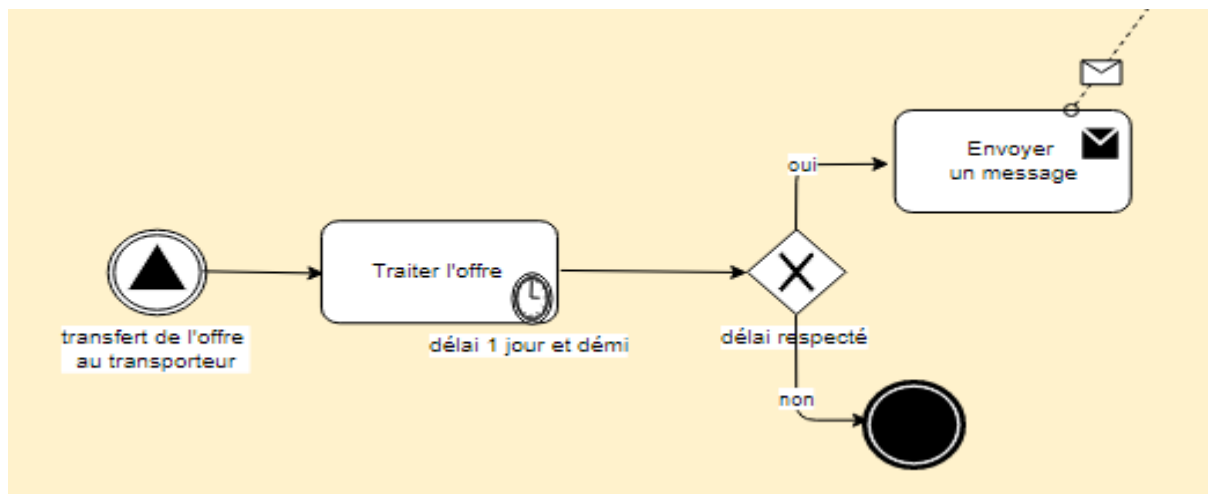 Envoyer
un message
oui
Traiter l'offre
transfert de l'offre
au transporteur
délai 1 jour et démi
délai respecté
non